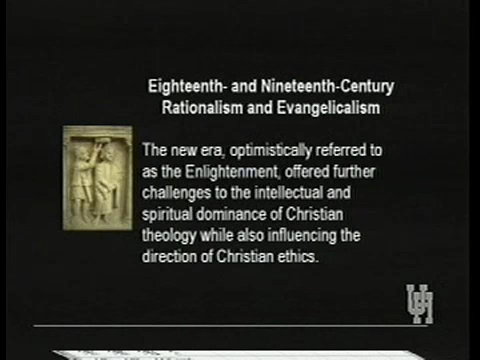 Eighteenth- and Nineteenth-Century
Rationalism and Evangelicalism
The new era, optimistically referred to
as the Enlightenment, offered further
challenges to the intellectual and
spiritual dominance of Christian
theology while also influencing the
direction of Christian ethics.
UH